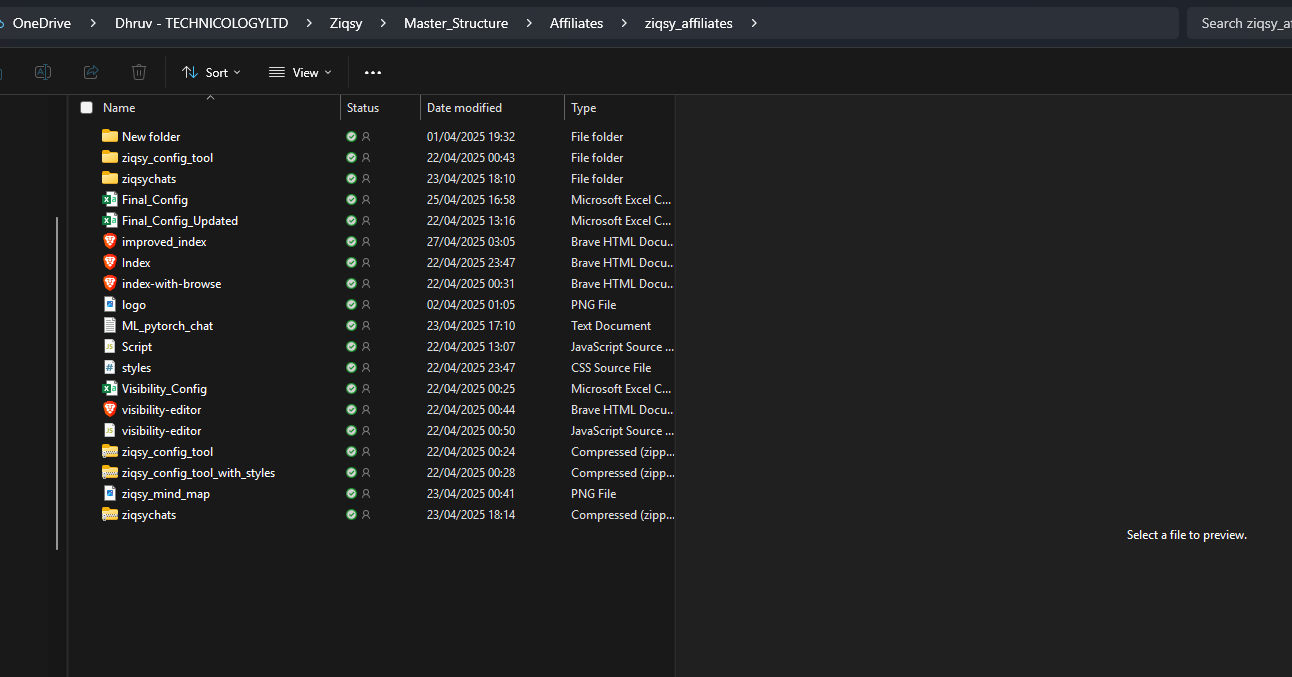 OneDrive > Dhruv - TECHNICOLOGYLTD > Ziqsy > Master_Structure > Affiliates > ziqsy_affiliates >
Search ziqsy_af
Sort View ...
Name Status Date modified Type
New folder 01/04/2025 19:32 File folder
ziqsy_config_tool 22/04/2025 00:43 File folder
ziqsychats 23/04/2025 18:10 File folder
Final_Config 25/04/2025 16:58 Microsoft Excel C...
Final_Config_Updated 22/04/2025 13:16 Microsoft Excel C...
improved_index 27/04/2025 03:05 Brave HTML Docu...
Index 22/04/2025 23:47 Brave HTML Docu...
index-with-browse 22/04/2025 00:31 Brave HTML Docu...
logo 02/04/2025 01:05 PNG File
ML_pytorch_chat 23/04/2025 17:10 Text Document
Script 22/04/2025 13:07 JavaScript Source ...
styles 22/04/2025 23:47 CSS Source File
Visibility_Config 22/04/2025 00:25 Microsoft Excel C...
visibility-editor 22/04/2025 00:44 Brave HTML Docu...
visibility-editor 22/04/2025 00:50 JavaScript Source ...
ziqsy_config_tool 22/04/2025 00:24 Compressed (zipp...
ziqsy_config_tool_with_styles 22/04/2025 00:28 Compressed (zipp...
ziqsy_mind_map 23/04/2025 00:41 PNG File
ziqsychats 23/04/2025 18:14 Compressed (zipp...
Select a file to preview.